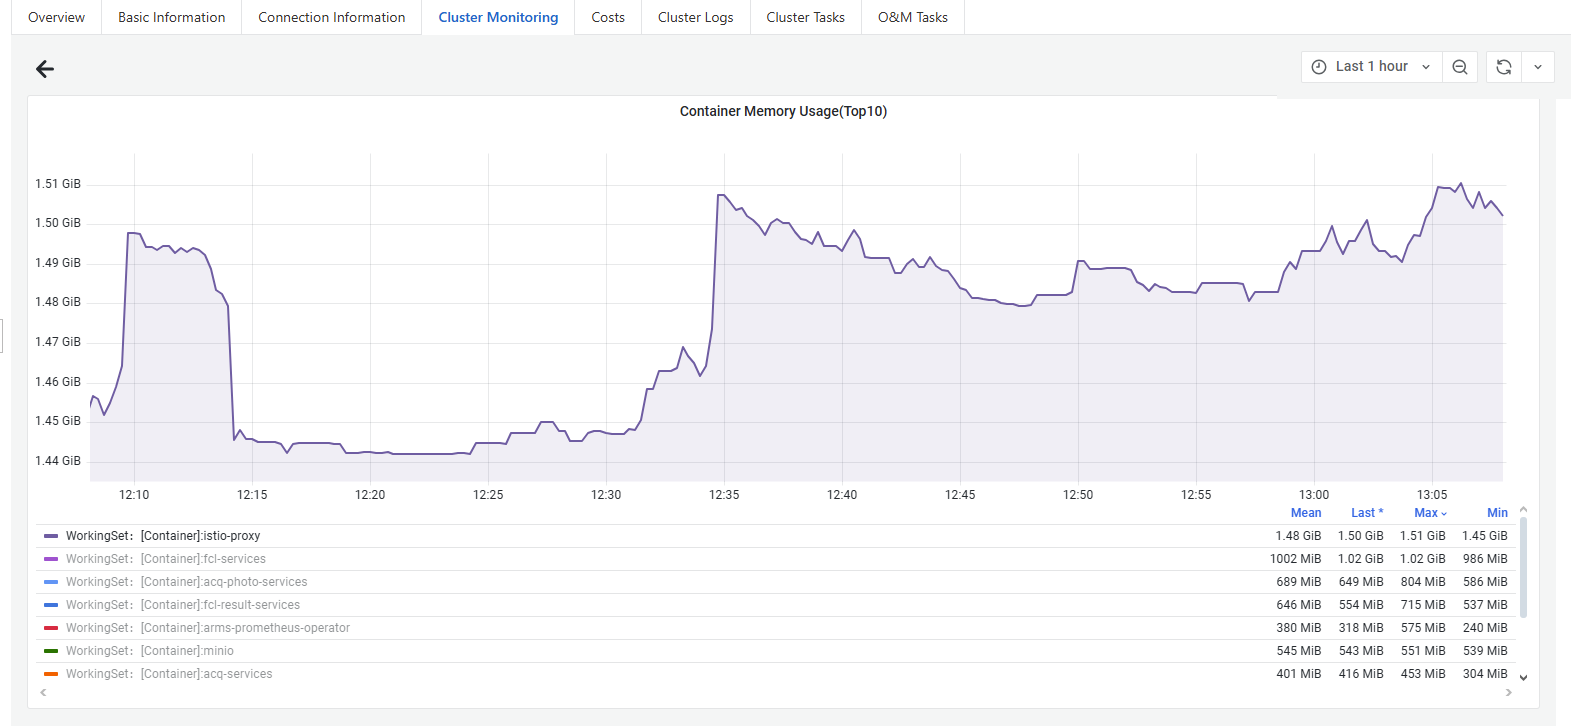 Overview Basic Information Connection Information Cluster Monitoring Costs Cluster Logs Cluster Tasks O&M Tasks
Last 1 hour
Container Memory Usage(Top10)
1.51 GiB
1.50 GiB
1.49 GiB
1.48 GiB
1.47 GiB
1.46 GiB
1.45 GiB
1.44 GiB
12:10 12:15 12:20 12:25 12:30 12:35 12:40 12:45 12:50 12:55 13:00 13:05
Mean Last * Max Min
WorkingSet: [Container]:istio-proxy 1.48 GiB 1.50 GiB 1.51 GiB 1.45 GiB
WorkingSet: [Container]:fcl-services 1002 MiB 1.02 GiB 1.02 GiB 986 MiB
WorkingSet: [Container]:acq-photo-services 689 MiB 649 MiB 804 MiB 586 MiB
WorkingSet: [Container]:fcl-result-services 646 MiB 554 MiB 715 MiB 537 MiB
WorkingSet: [Container]:arms-prometheus-operator 380 MiB 318 MiB 575 MiB 240 MiB
WorkingSet: [Container]:minio 545 MiB 543 MiB 551 MiB 539 MiB
WorkingSet: [Container]:acq-services 401 MiB 416 MiB 453 MiB 304 MiB